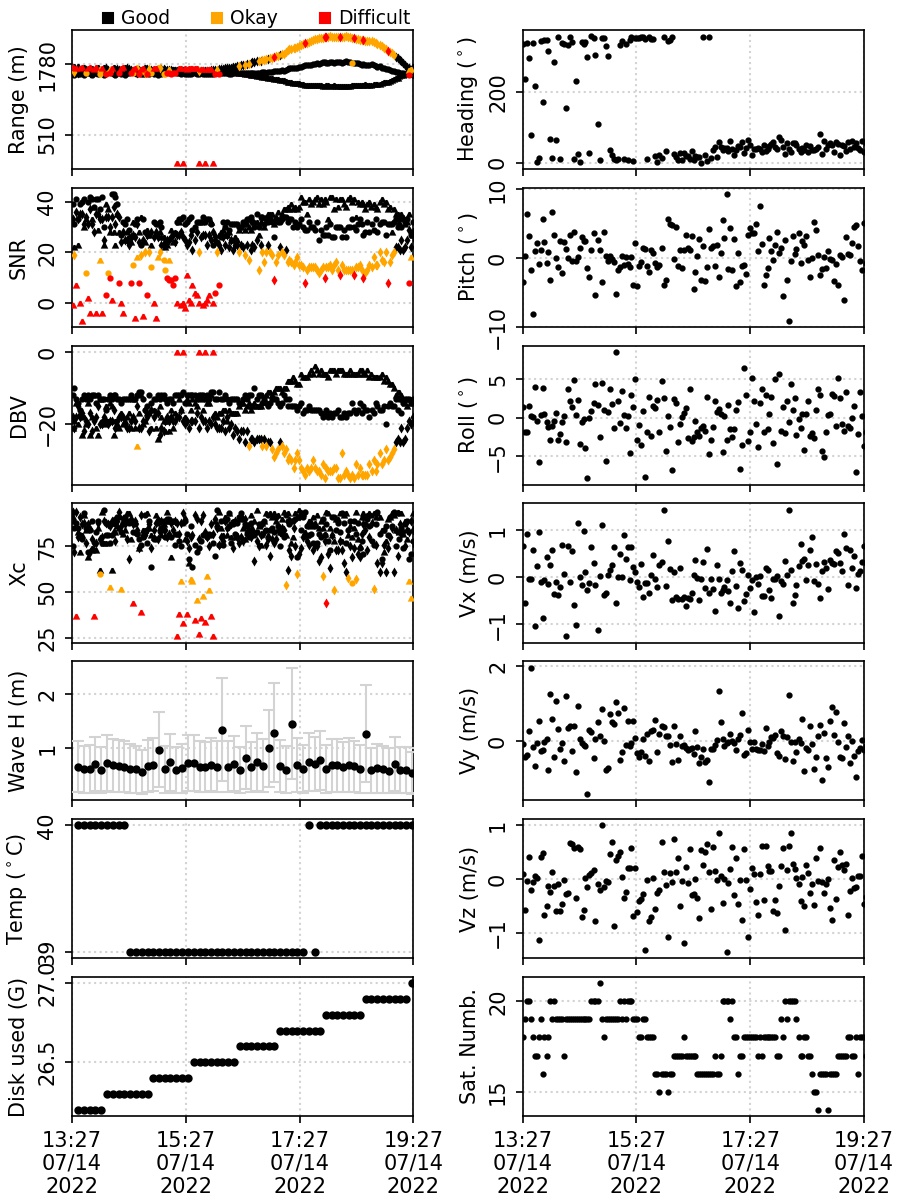 Good Okay Difficult
Range (m)
1780
510
Heading (°)
200
0
SNR
40
20
0
Pitch (°)
10
0
−10
DBV
0
−20
Roll (°)
5
0
−5
Xc
75
50
25
Vx (m/s)
1
0
−1
Wave H (m)
2
1
Vy (m/s)
2
0
Temp (°C)
40
39
Vz (m/s)
1
0
−1
Disk used (G)
27.0
26.5
Sat. Numb.
20
15
13:27 15:27 17:27 19:27
07/14 07/14 07/14 07/14
2022 2022 2022 2022
13:27 15:27 17:27 19:27
07/14 07/14 07/14 07/14
2022 2022 2022 2022